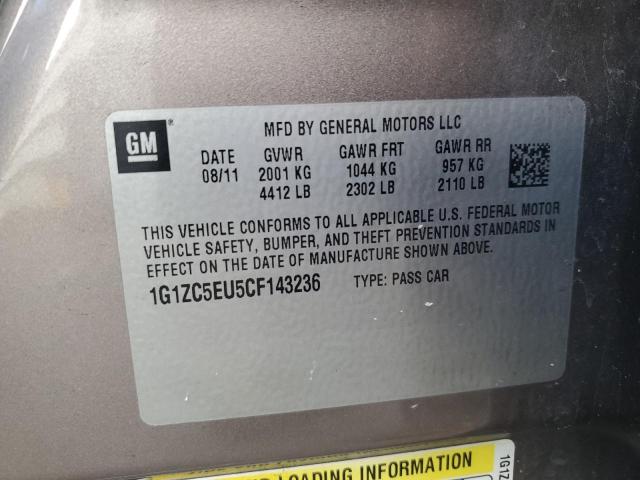 GM ® MFD BY GENERAL MOTORS LLC
DATE GVWR GAWR FRT GAWR RR
08/11 2001 KG 1044 KG 957 KG
4412 LB 2302 LB 2110 LB
THIS VEHICLE CONFORMS TO ALL APPLICABLE U.S. FEDERAL MOTOR
VEHICLE SAFETY, BUMPER, AND THEFT PREVENTION STANDARDS IN
EFFECT ON THE DATE OF MANUFACTURE SHOWN ABOVE.
1G1ZC5EU5CF143236 TYPE: PASS CAR
LOADING INFORMATION
1G1Z